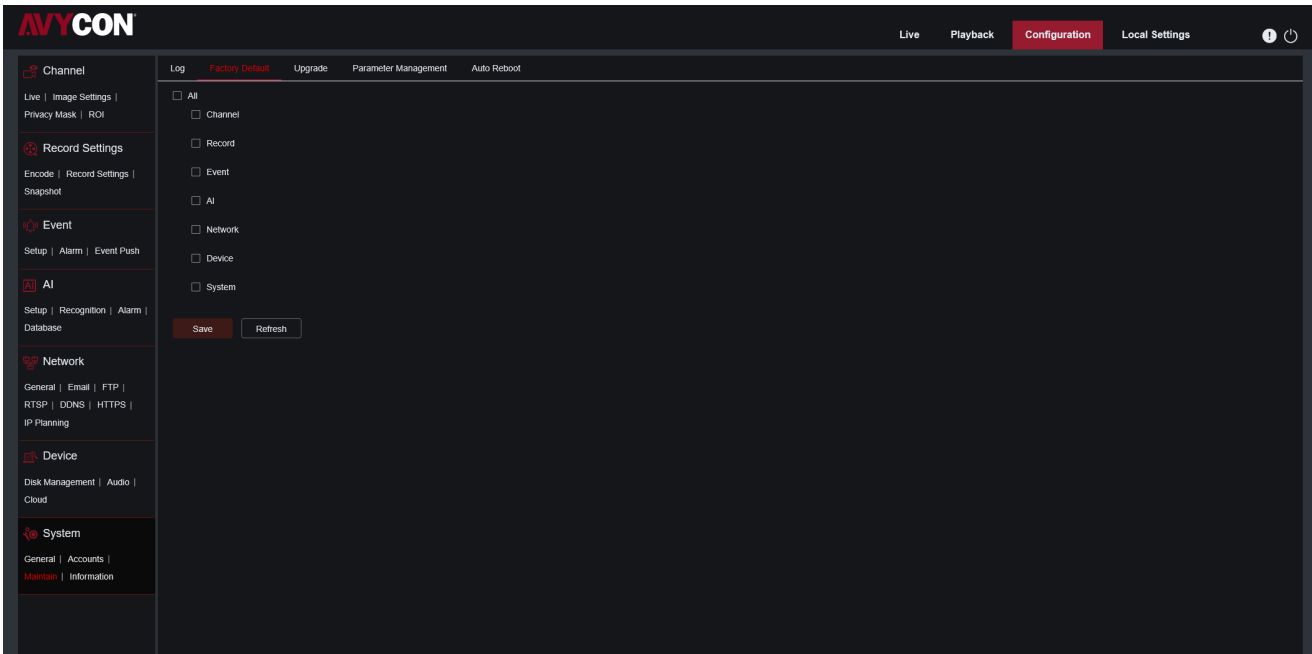 AVYCON
Live Playback Configuration Local Settings
Channel
Live | Image Settings |
Privacy Mask | ROI
Record Settings
Encode | Record Settings |
Snapshot
Event
Setup | Alarm | Event Push
AI AI
Setup | Recognition | Alarm |
Database
Network
General | Email | FTP |
RTSP | DDNS | HTTPS |
IP Planning
Device
Disk Management | Audio |
Cloud
System
General | Accounts |
Maintain | Information
Log Factory Default Upgrade Parameter Management Auto Reboot
All
Channel
Record
Event
AI
Network
Device
System
Save Refresh